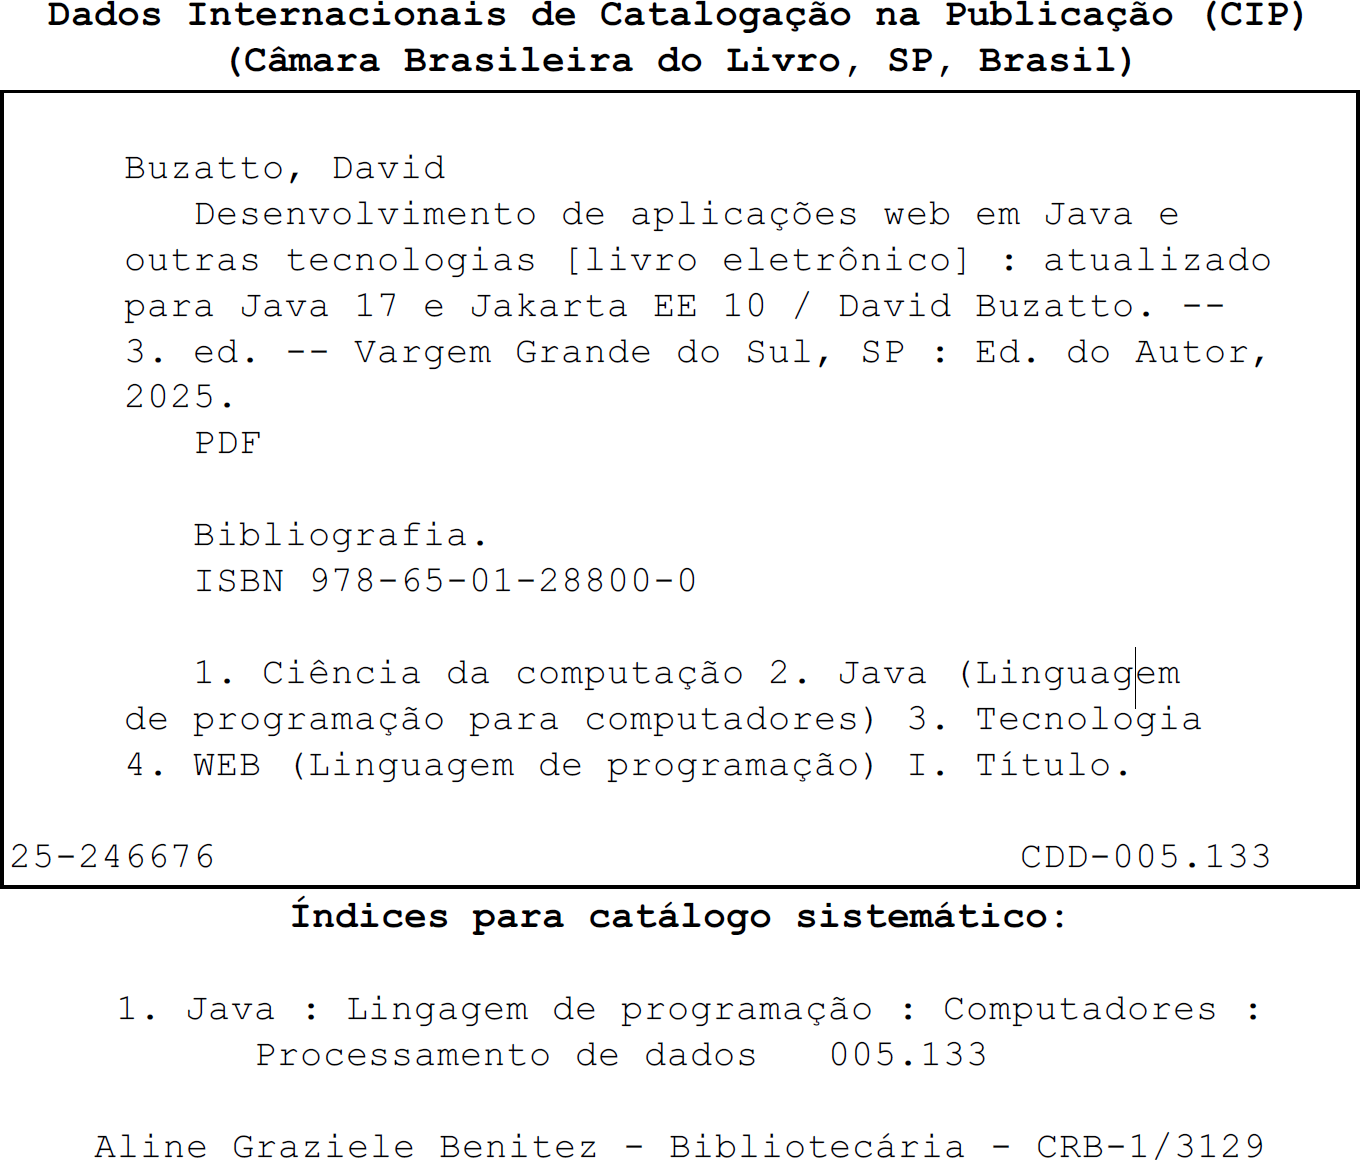 Dados Internacionais de Catalogação na Publicação (CIP)
(Câmara Brasileira do Livro, SP, Brasil)
Buzatto, David
Desenvolvimento de aplicações web em Java e
outras tecnologias [livro eletrônico] : atualizado
para Java 17 e Jakarta EE 10 / David Buzatto. --
3. ed. -- Vargem Grande do Sul, SP : Ed. do Autor,
2025.
PDF
Bibliografia.
ISBN 978-65-01-28800-0
1. Ciência da computação 2. Java (Linguagem
de programação para computadores) 3. Tecnologia
4. WEB (Linguagem de programação) I. Título.
25-246676 CDD-005.133
Índices para catálogo sistemático:
1. Java : Lingagem de programação : Computadores :
Processamento de dados 005.133
Aline Graziele Benitez - Bibliotecária - CRB-1/3129